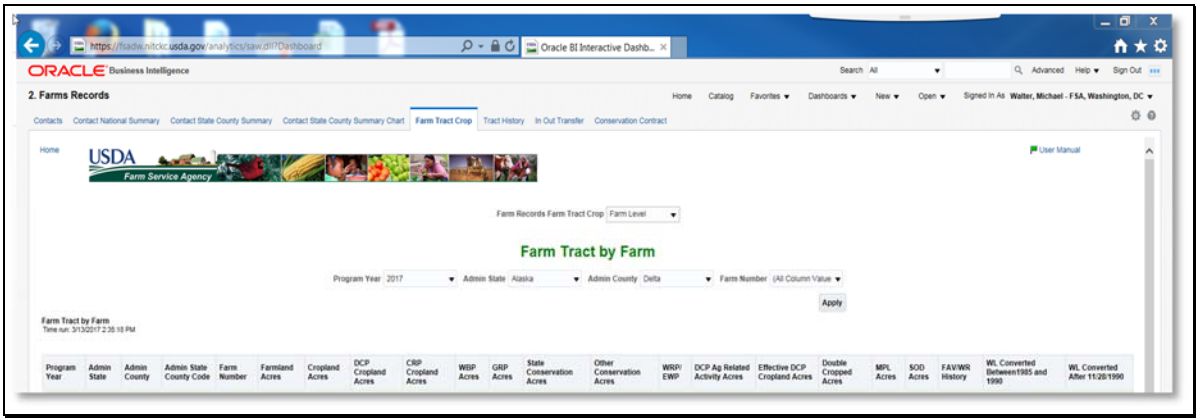 https://fsadw.nitckc.usda.gov/analytics/saw.dll?Dashboard
Oracle BI Interactive Dashb...
ORACLE Business Intelligence
Search All
Advanced Help Sign Out
2. Farms Records
Home Catalog Favorites Dashboards New Open Signed In As Walter, Michael - FSA, Washington, DC
Contacts Contact National Summary Contact State County Summary Contact State County Summary Chart Farm Tract Crop Tract History In Out Transfer Conservation Contract
Home
USDA
Farm Service Agency
User Manual
Farm Records Farm Tract Crop Farm Level
Farm Tract by Farm
Program Year 2017 Admin State Alaska Admin County Delta Farm Number (All Column Value
Apply
Farm Tract by Farm
Time run: 3/13/2017 2:35:18 PM
Program Year
Admin State
Admin County
Admin State County Code
Farm Number
Farmland Acres
Cropland Acres
DCP Cropland Acres
CRP Cropland Acres
WBP Acres
GRP Acres
State Conservation Acres
Other Conservation Acres
WRP/ EWP
DCP Ag Related Activity Acres
Effective DCP Cropland Acres
Double Cropped Acres
MPL Acres
SOD Acres
FAV/WR History
WL Converted Between1985 and 1990
WL Converted After 11/28/1990